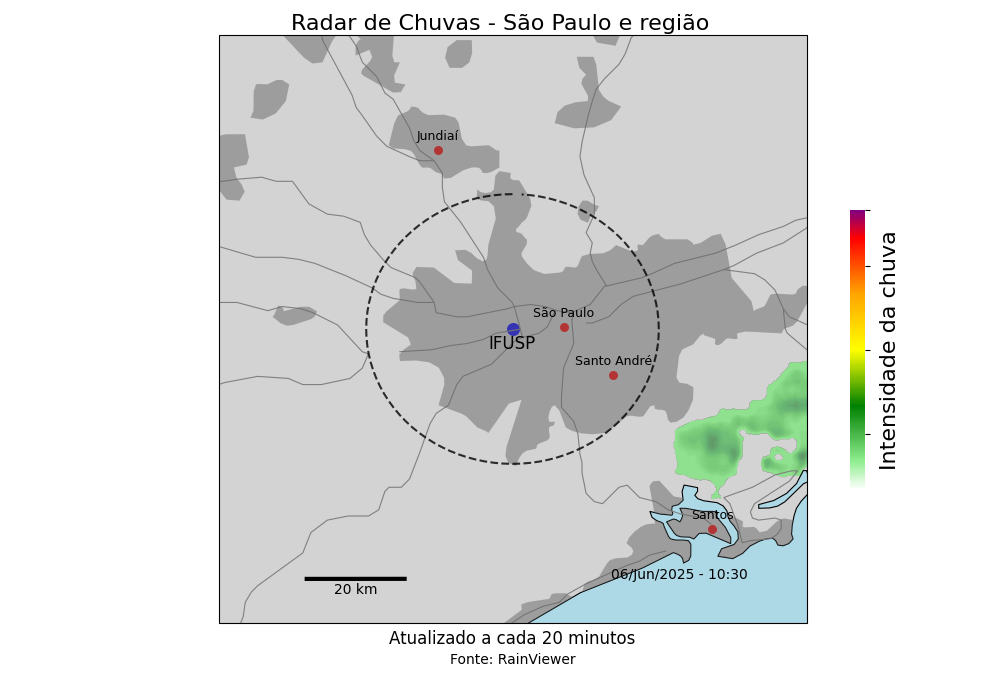 Radar de Chuvas - São Paulo e região
Jundiaí
São Paulo
IFUSP
Santo André
Intensidade da chuva
Santos
06/Jun/2025 - 10:30
20 km
Atualizado a cada 20 minutos
Fonte: RainViewer